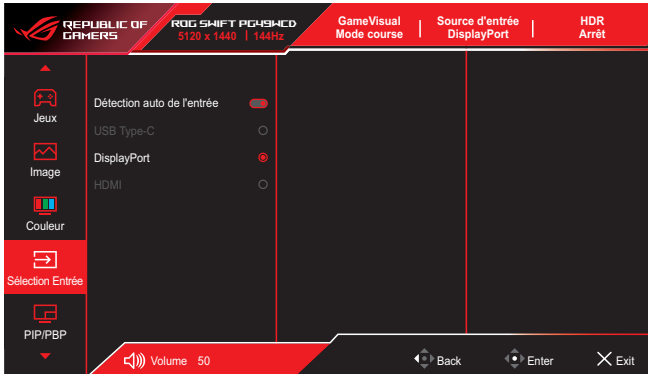 REPUBLIC OF
GAMERS
ROG SWIFT PG49WCD
5120 x 1440 | 144Hz
GameVisual
Mode course
Source d'entrée
DisplayPort
HDR
Arrêt
Jeux
Image
Couleur
Sélection Entrée
PIP/PBP
Détection auto de l'entrée
USB Type-C
DisplayPort
HDMI
Volume 50
Back
Enter
Exit